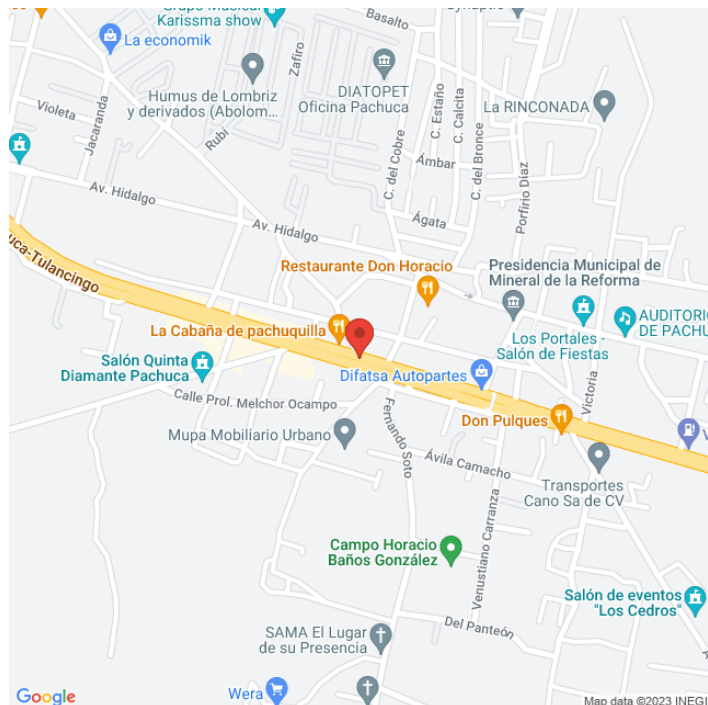 Grupo Musical
Karissma show
Basalto
La economik
Zafiro
Humus de Lombriz
y derivados (Abolom...
DIATOPET
Oficina Pachuca
C. Estaño
C. Calcita
La RINCONADA
Violeta
Jacaranda
Rubí
C. del Cobre
C. del Bronce
Ámbar
Porfirio Díaz
Av. Hidalgo
Ágata
Av. Hidalgo
uca-Tulancingo
Restaurante Don Horacio
Presidencia Municipal de
Mineral de la Reforma
AUDITORIO
DE PACHU
La Cabaña de pachuquilla
Los Portales -
Salón de Fiestas
Salón Quinta
Diamante Pachuca
Difatsa Autopartes
Victoria
Calle Prol. Melchor Ocampo
Fernando Soto
Don Pulques
V
Mupa Mobiliario Urbano
Ávila Camacho
Transportes
Cano Sa de CV
Venustiano Carranza
Campo Horacio
Baños González
Salón de eventos
"Los Cedros"
Del Panteón
SAMA El Lugar
de su Presencia
Wera
Google
Map data ©2023 INEGI